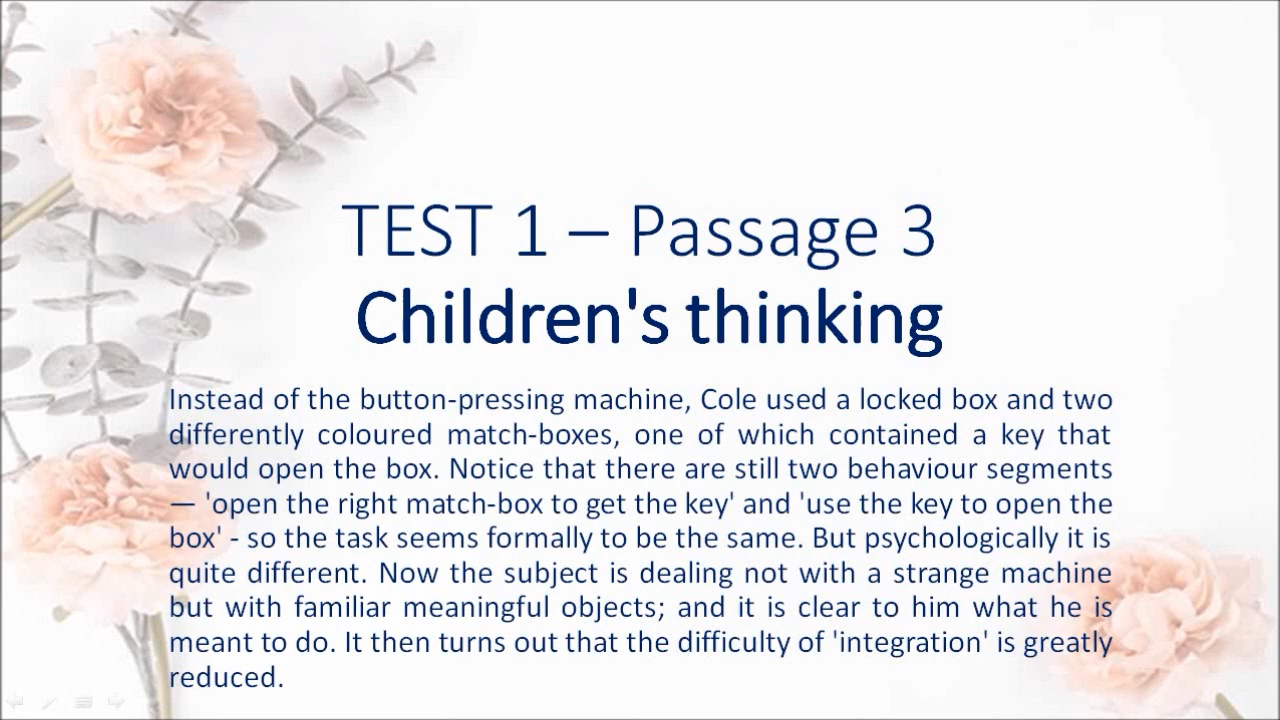 TEST 1 – Passage 3
Children's thinking
Instead of the button-pressing machine, Cole used a locked box and two
differently coloured match-boxes, one of which contained a key that
would open the box. Notice that there are still two behaviour segments
— 'open the right match-box to get the key' and 'use the key to open the
box' - so the task seems formally to be the same. But psychologically it is
quite different. Now the subject is dealing not with a strange machine
but with familiar meaningful objects; and it is clear to him what he is
meant to do. It then turns out that the difficulty of 'integration' is greatly
reduced.